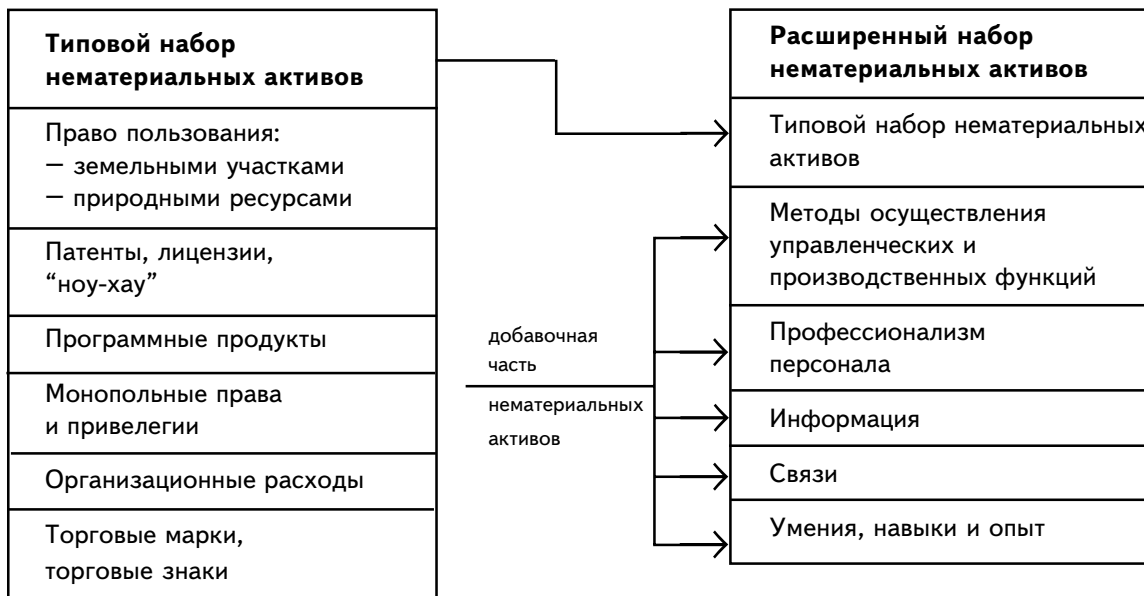 Типовой набор
нематериальных активов
Право пользования:
— земельными участками
— природными ресурсами
Патенты, лицензии,
“ноу-хау”
Программные продукты
Монопольные права
и привелегии
Организационные расходы
Торговые марки,
торговые знаки
добавочная
часть
нематериальных
активов
Расширенный набор
нематериальных активов
Типовой набор нематериальных
активов
Методы осуществления
управленческих и
производственных функций
Профессионализм
персонала
Информация
Связи
Умения, навыки и опыт